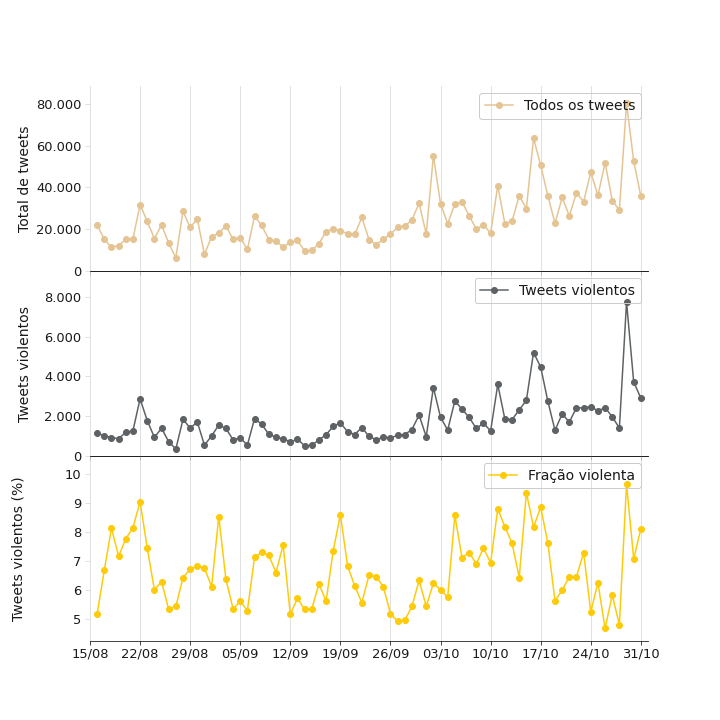 Todos os tweets
80.000
60.000
40.000
20.000
0
Total de tweets
Tweets violentos
8.000
6.000
4.000
2.000
0
Tweets violentos
Fração violenta
10
9
8
7
6
5
Tweets violentos (%)
15/08 22/08 29/08 05/09 12/09 19/09 26/09 03/10 10/10 17/10 24/10 31/10